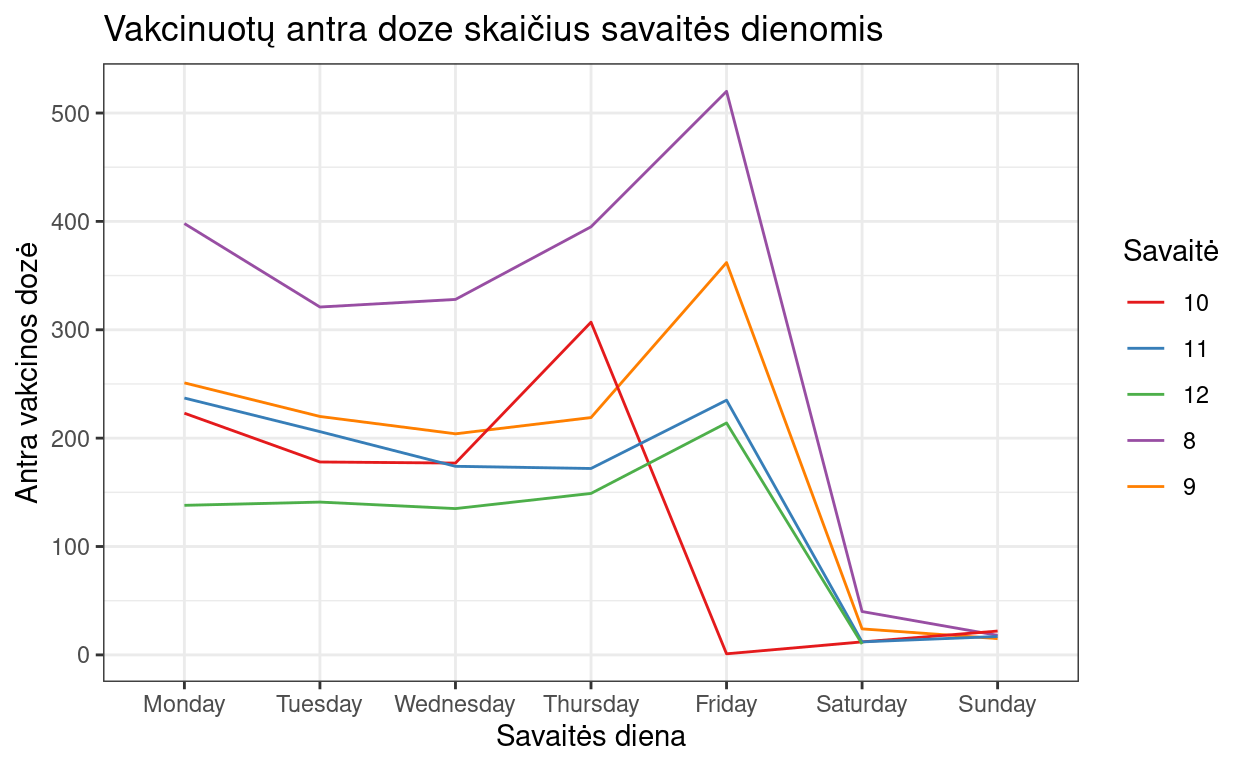 Vakcinuotų antra doze skaičius savaitės dienomis
Antra vakcinos dozė
500
400
300
200
100
0
Monday Tuesday Wednesday Thursday Friday Saturday Sunday
Savaitės diena
Savaitė
10
11
12
8
9